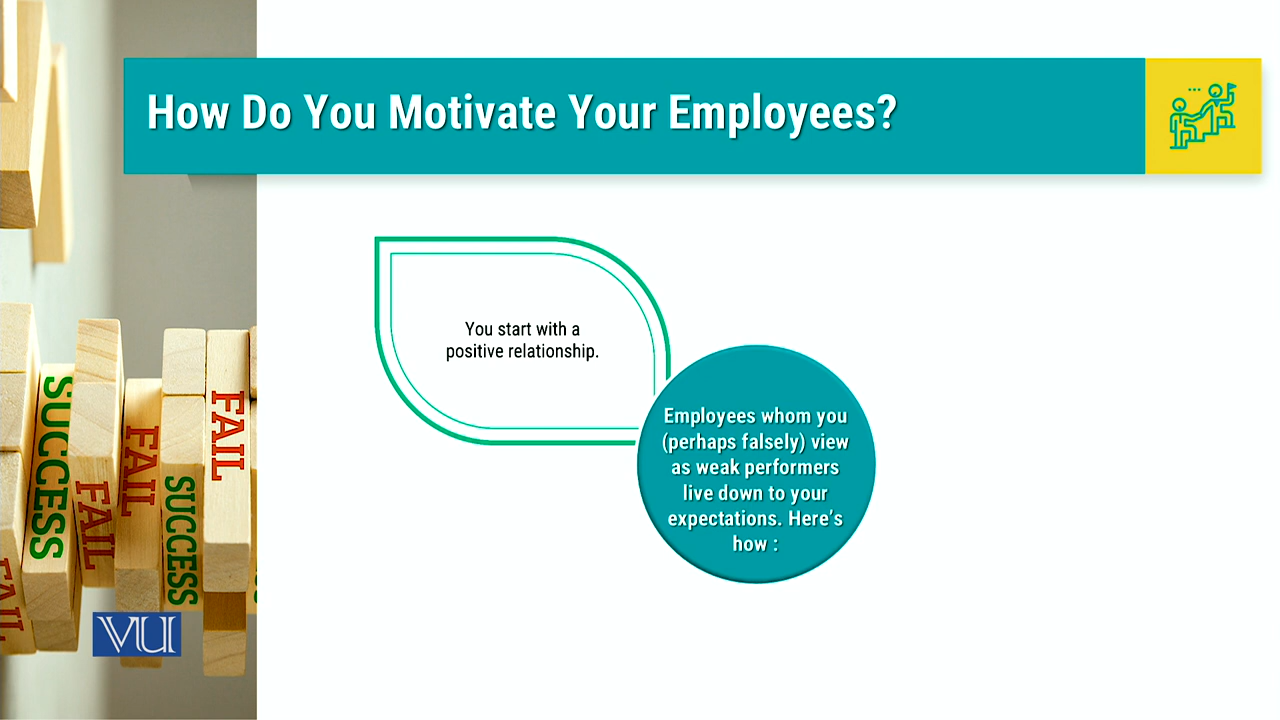 How Do You Motivate Your Employees?
You start with a
positive relationship.
Employees whom you
(perhaps falsely) view
as weak performers
live down to your
expectations. Here's
how :
SUCCESS
FAIL
FAIL
SUCCESS
FAIL
FAIL
VU